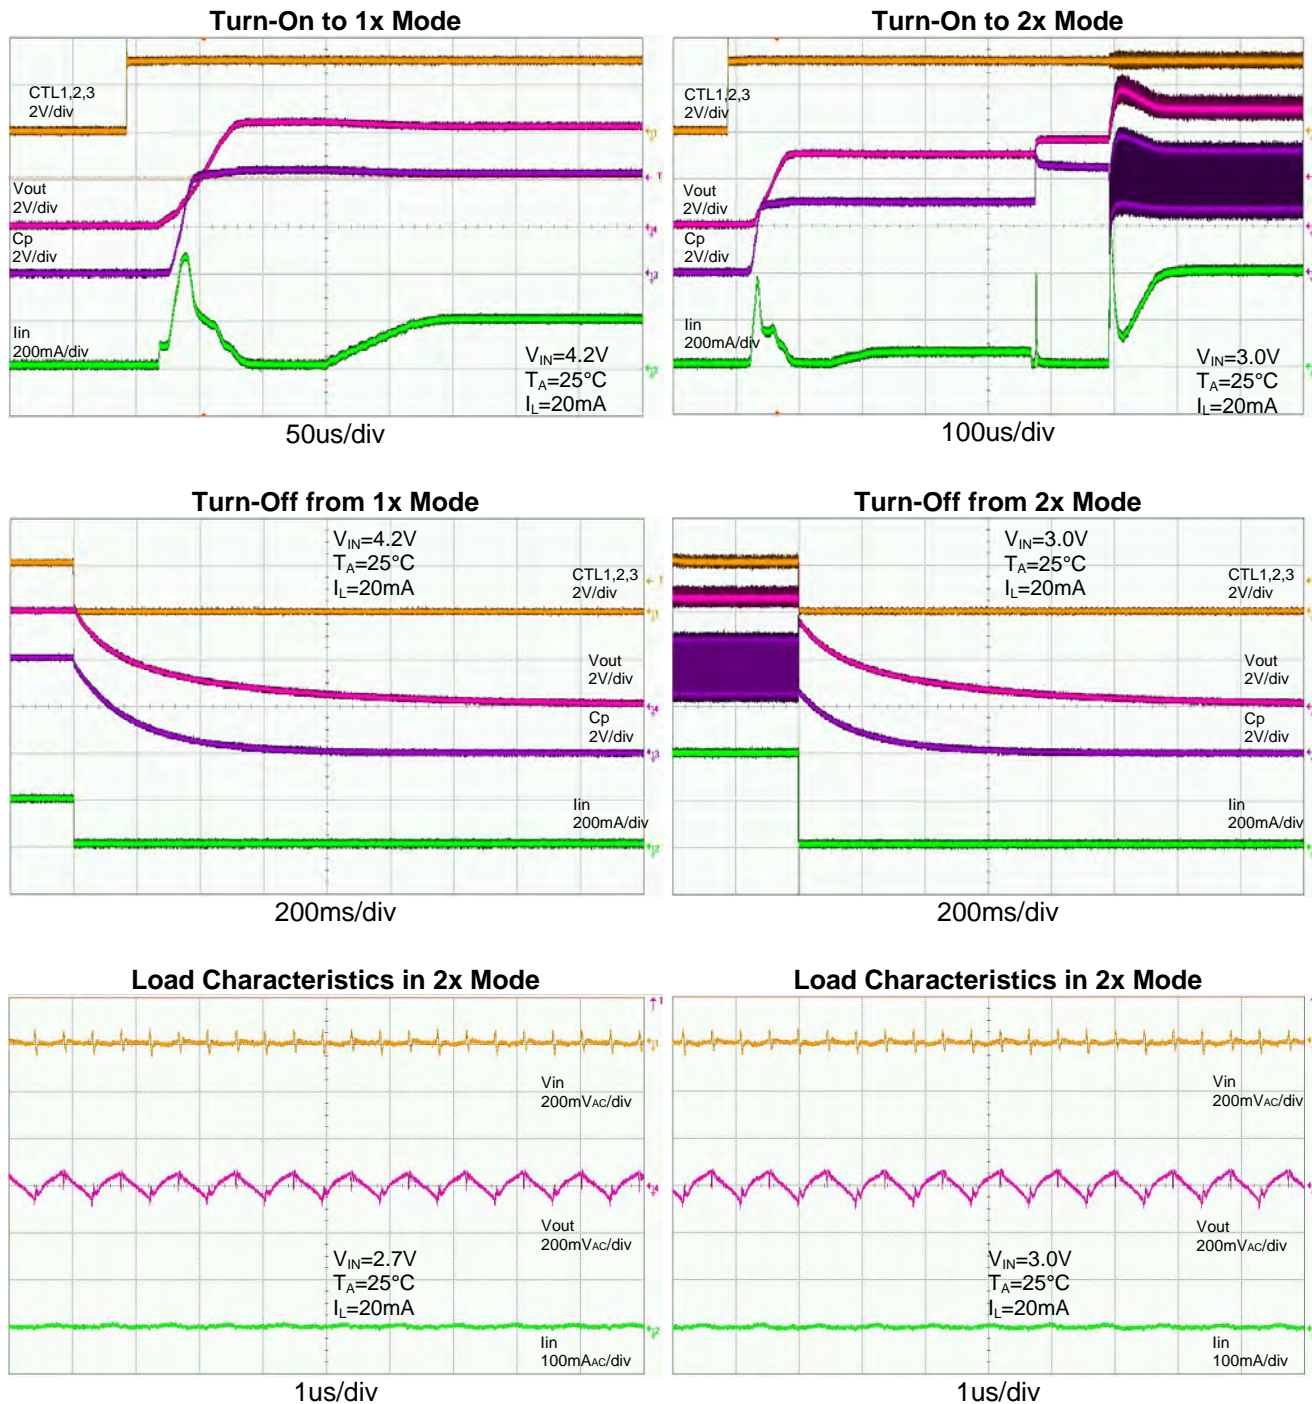 Turn-On to 1x Mode
CTL1,2,3
2V/div
Vout
2V/div
Cp
2V/div
Iin
200mA/div
VIN=4.2V
TA=25°C
IL=20mA
50us/div
Turn-On to 2x Mode
CTL1,2,3
2V/div
Vout
2V/div
Cp
2V/div
Iin
200mA/div
VIN=3.0V
TA=25°C
IL=20mA
100us/div
Turn-Off from 1x Mode
VIN=4.2V
TA=25°C
IL=20mA
CTL1,2,3
2V/div
Vout
2V/div
Cp
2V/div
Iin
200mA/div
200ms/div
Turn-Off from 2x Mode
VIN=3.0V
TA=25°C
IL=20mA
CTL1,2,3
2V/div
Vout
2V/div
Cp
2V/div
Iin
200mA/div
200ms/div
Load Characteristics in 2x Mode
Vin
200mVAC/div
Vout
200mVAC/div
VIN=2.7V
TA=25°C
IL=20mA
Iin
100mAAC/div
1us/div
Load Characteristics in 2x Mode
Vin
200mVAC/div
Vout
200mVAC/div
VIN=3.0V
TA=25°C
IL=20mA
Iin
100mA/div
1us/div